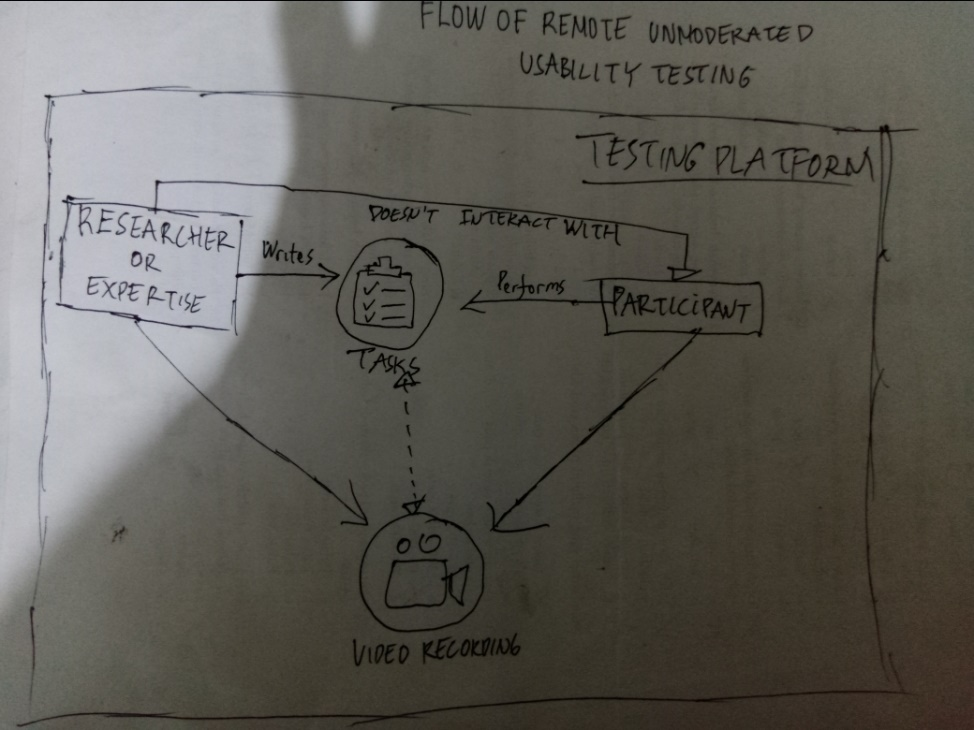 FLOW OF REMOTE UNMODERATED
USABILITY TESTING
TESTING PLATFORM
DOESN'T INTERACT WITH
RESEARCHER
OR
EXPERTISE
Writes
Performs
PARTICIPANT
TASKS
VIDEO RECORDING